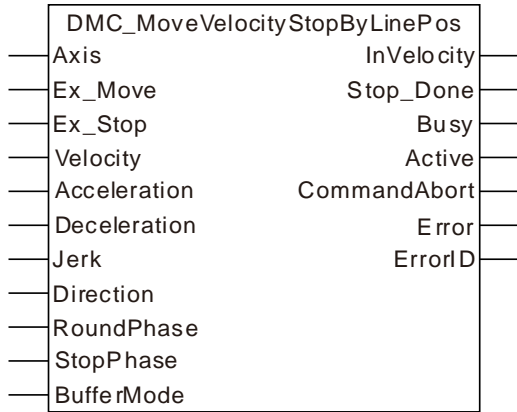 DMC_MoveVelocityStopByLinePos
Axis InVelocity
Ex_Move Stop_Done
Ex_Stop Busy
Velocity Active
Acceleration CommandAbort
Deceleration Error
Jerk ErrorID
Direction
RoundPhase
StopPhase
BufferMode